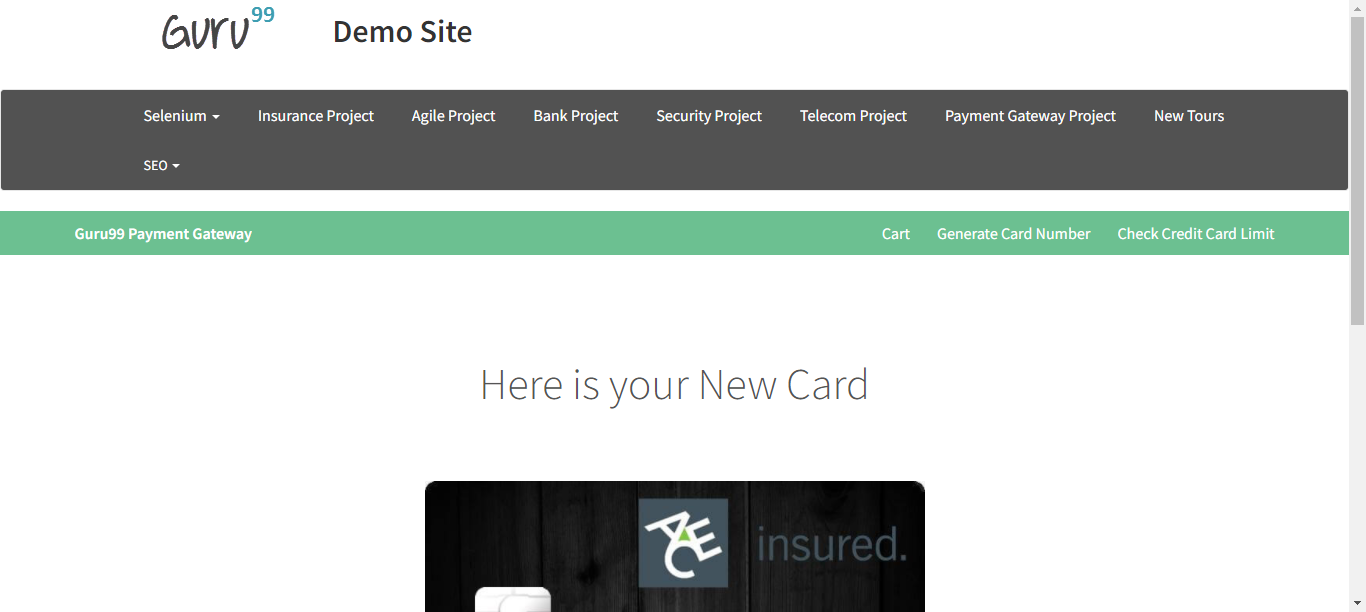 Guru99
Demo Site
Selenium Insurance Project Agile Project Bank Project Security Project Telecom Project Payment Gateway Project New Tours
SEO
Guru99 Payment Gateway Cart Generate Card Number Check Credit Card Limit
Here is your New Card
ACE insured.